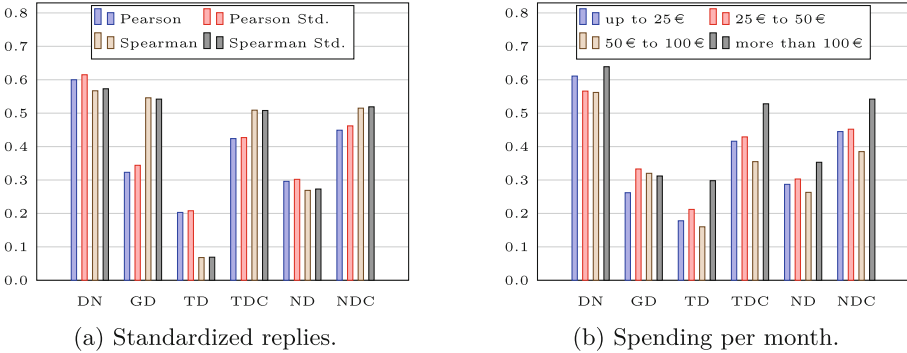 0.8
0.7
0.6
0.5
0.4
0.3
0.2
0.1
0.0
Pearson Pearson Std.
Spearman Spearman Std.
DN GD TD TDC ND NDC
(a) Standardized replies.
0.8
0.7
0.6
0.5
0.4
0.3
0.2
0.1
0.0
up to 25 € 25 € to 50 €
50 € to 100 € more than 100 €
DN GD TD TDC ND NDC
(b) Spending per month.